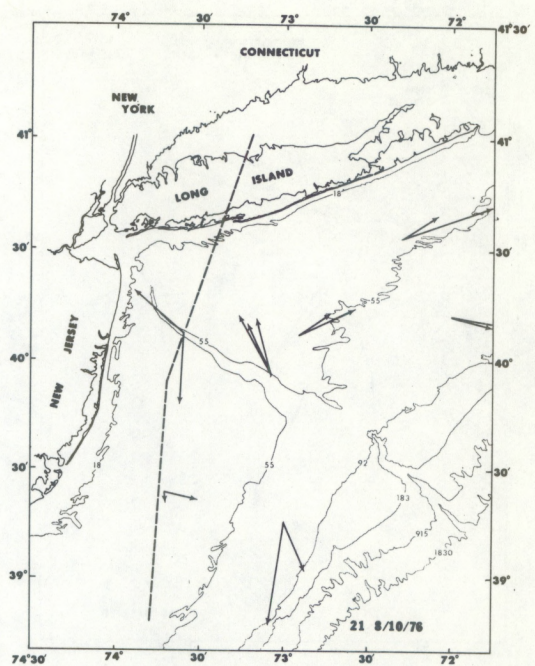 74° 30' 73° 30' 72°
41° 30'
CONNECTICUT
NEW
YORK
41° 41°
LONG ISLAND
18
30' 30'
55
NEW JERSEY
55
40° 40°
30' 30'
18 55 92 183
915
1830
39° 39°
21 8/10/76
74° 30' 74° 30' 73° 30' 72°